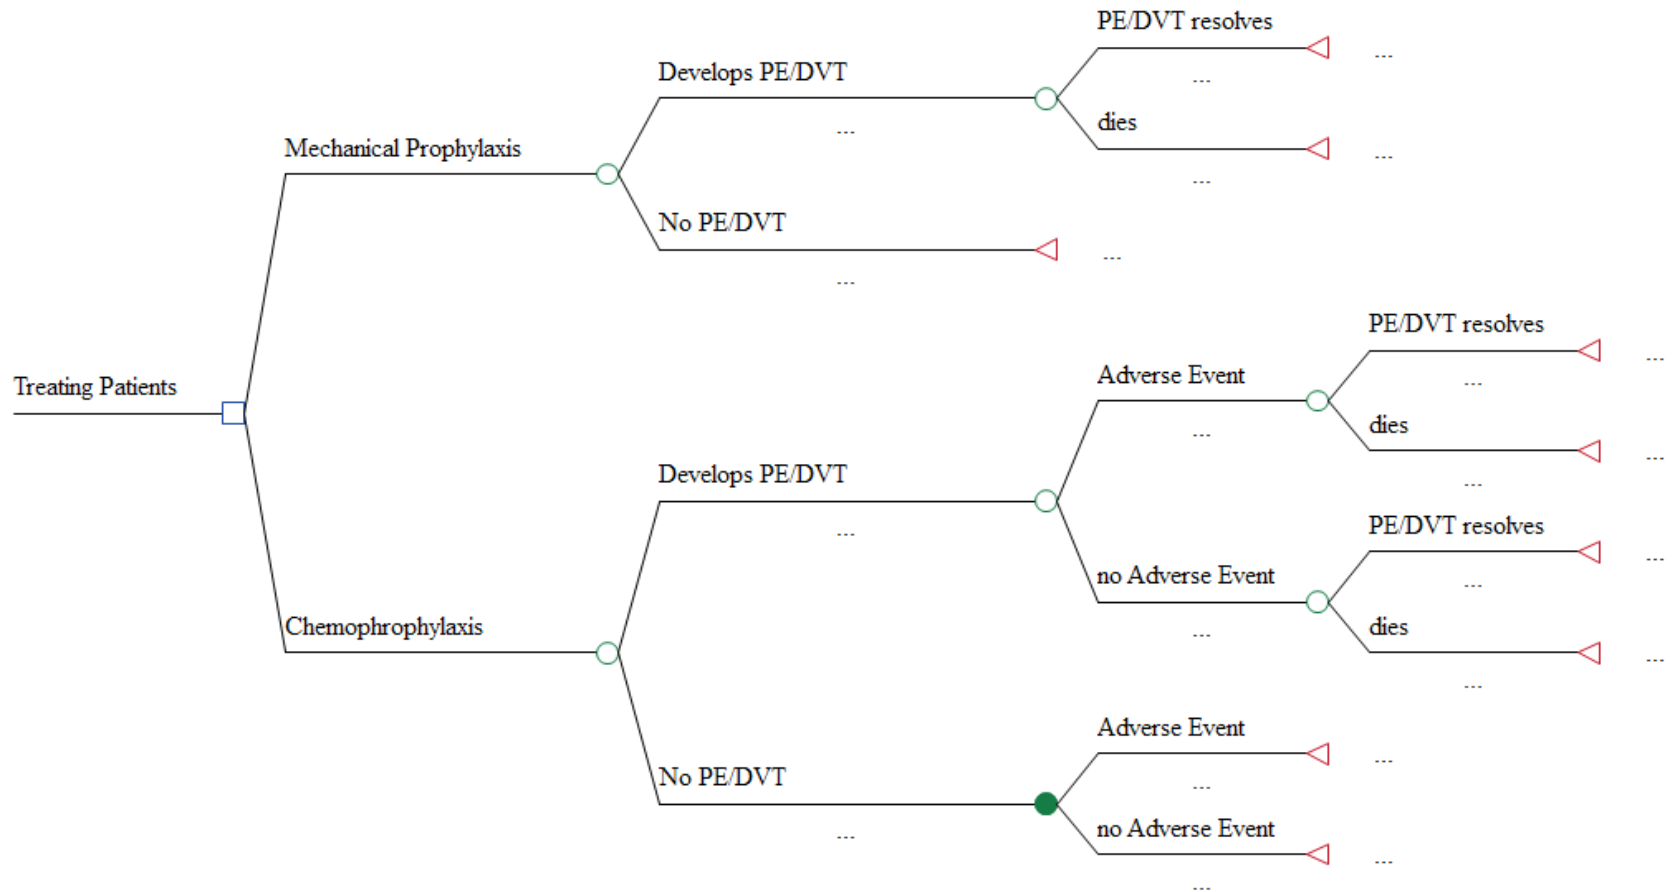 PE/DVT resolves
...
Develops PE/DVT
...
dies
...
Mechanical Prophylaxis
...
...
No PE/DVT
...
...
PE/DVT resolves
...
Adverse Event
...
Treating Patients
dies
...
...
Develops PE/DVT
...
PE/DVT resolves
...
...
no Adverse Event
...
Chemophrophylaxis
dies
...
...
...
Adverse Event
...
No PE/DVT
...
...
no Adverse Event
...
...